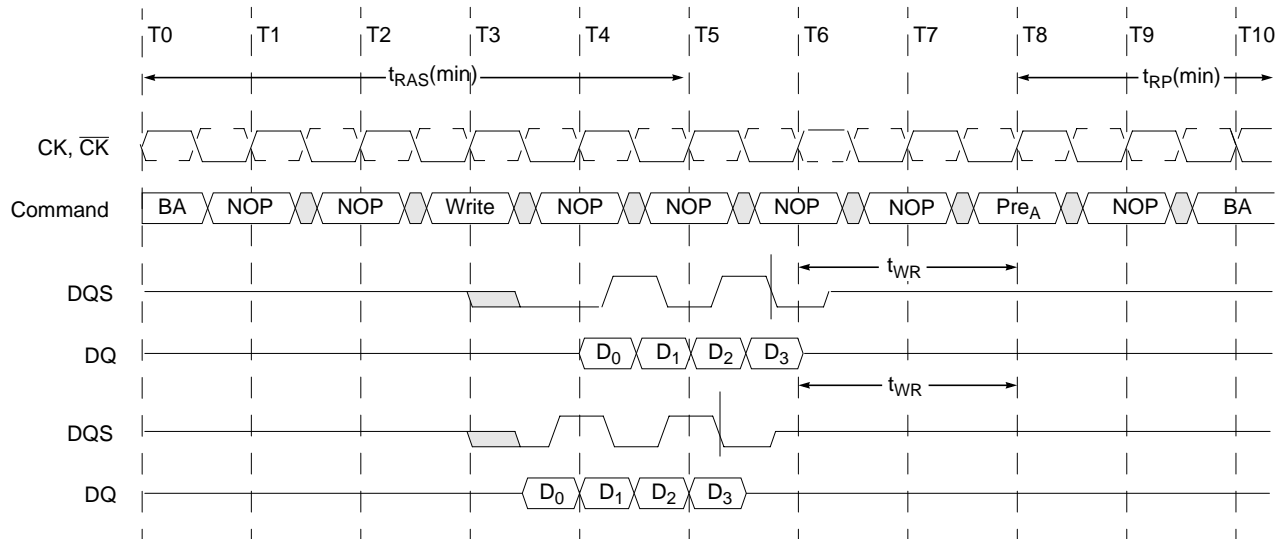 T0 T1 T2 T3 T4 T5 T6 T7 T8 T9 T10
tRAS(min) tRP(min)
CK, CK
Command BA NOP NOP Write NOP NOP NOP NOP PreA NOP BA
tWR
DQS
DQ D0 D1 D2 D3
tWR
DQS
DQ D0 D1 D2 D3